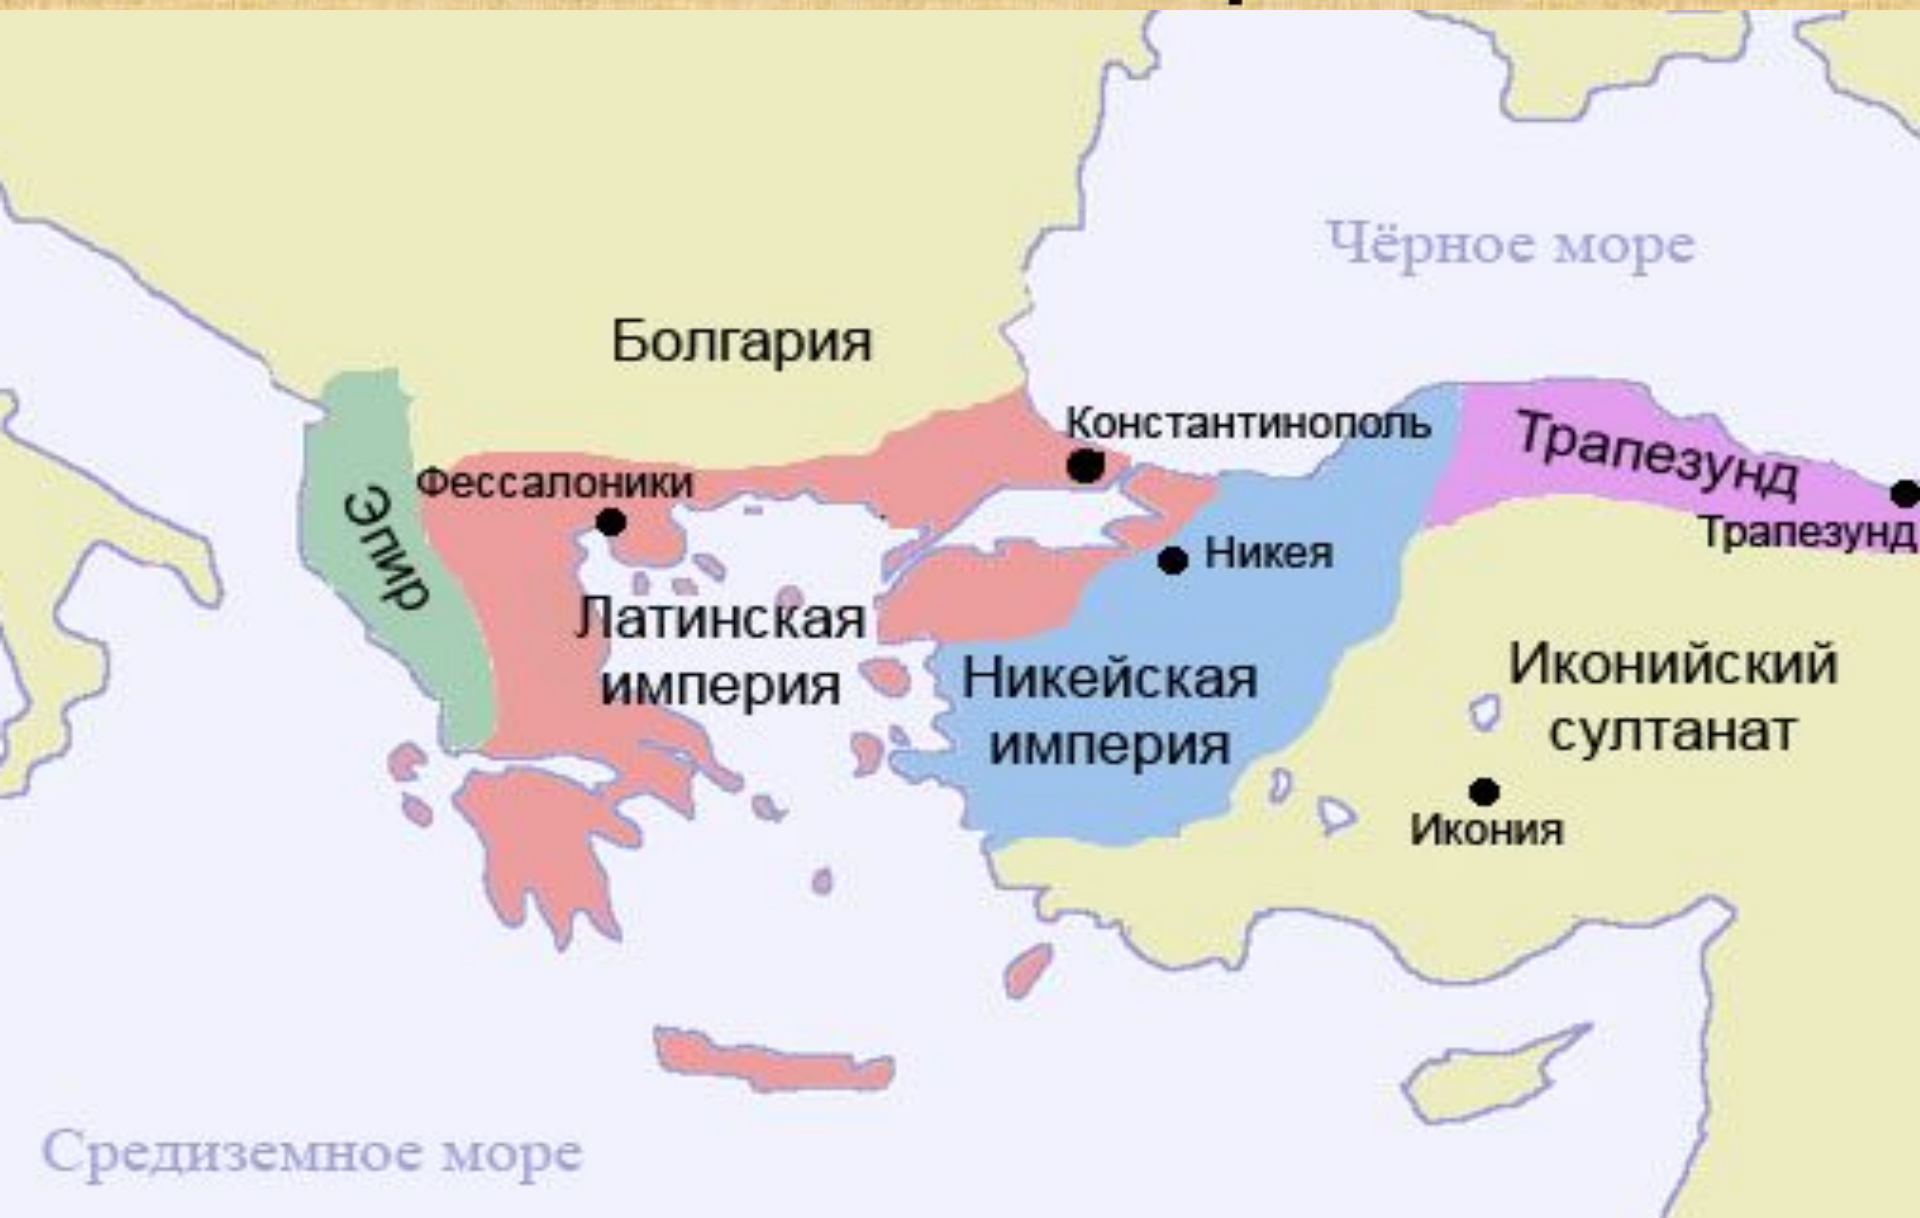 Чёрное море
Болгария
Константинополь
Трапезунд
Фессалоники
Трапезунд
Эпир
Никея
Латинская
империя
Никейская
империя
Иконийский
султанат
Икония
Средиземное море